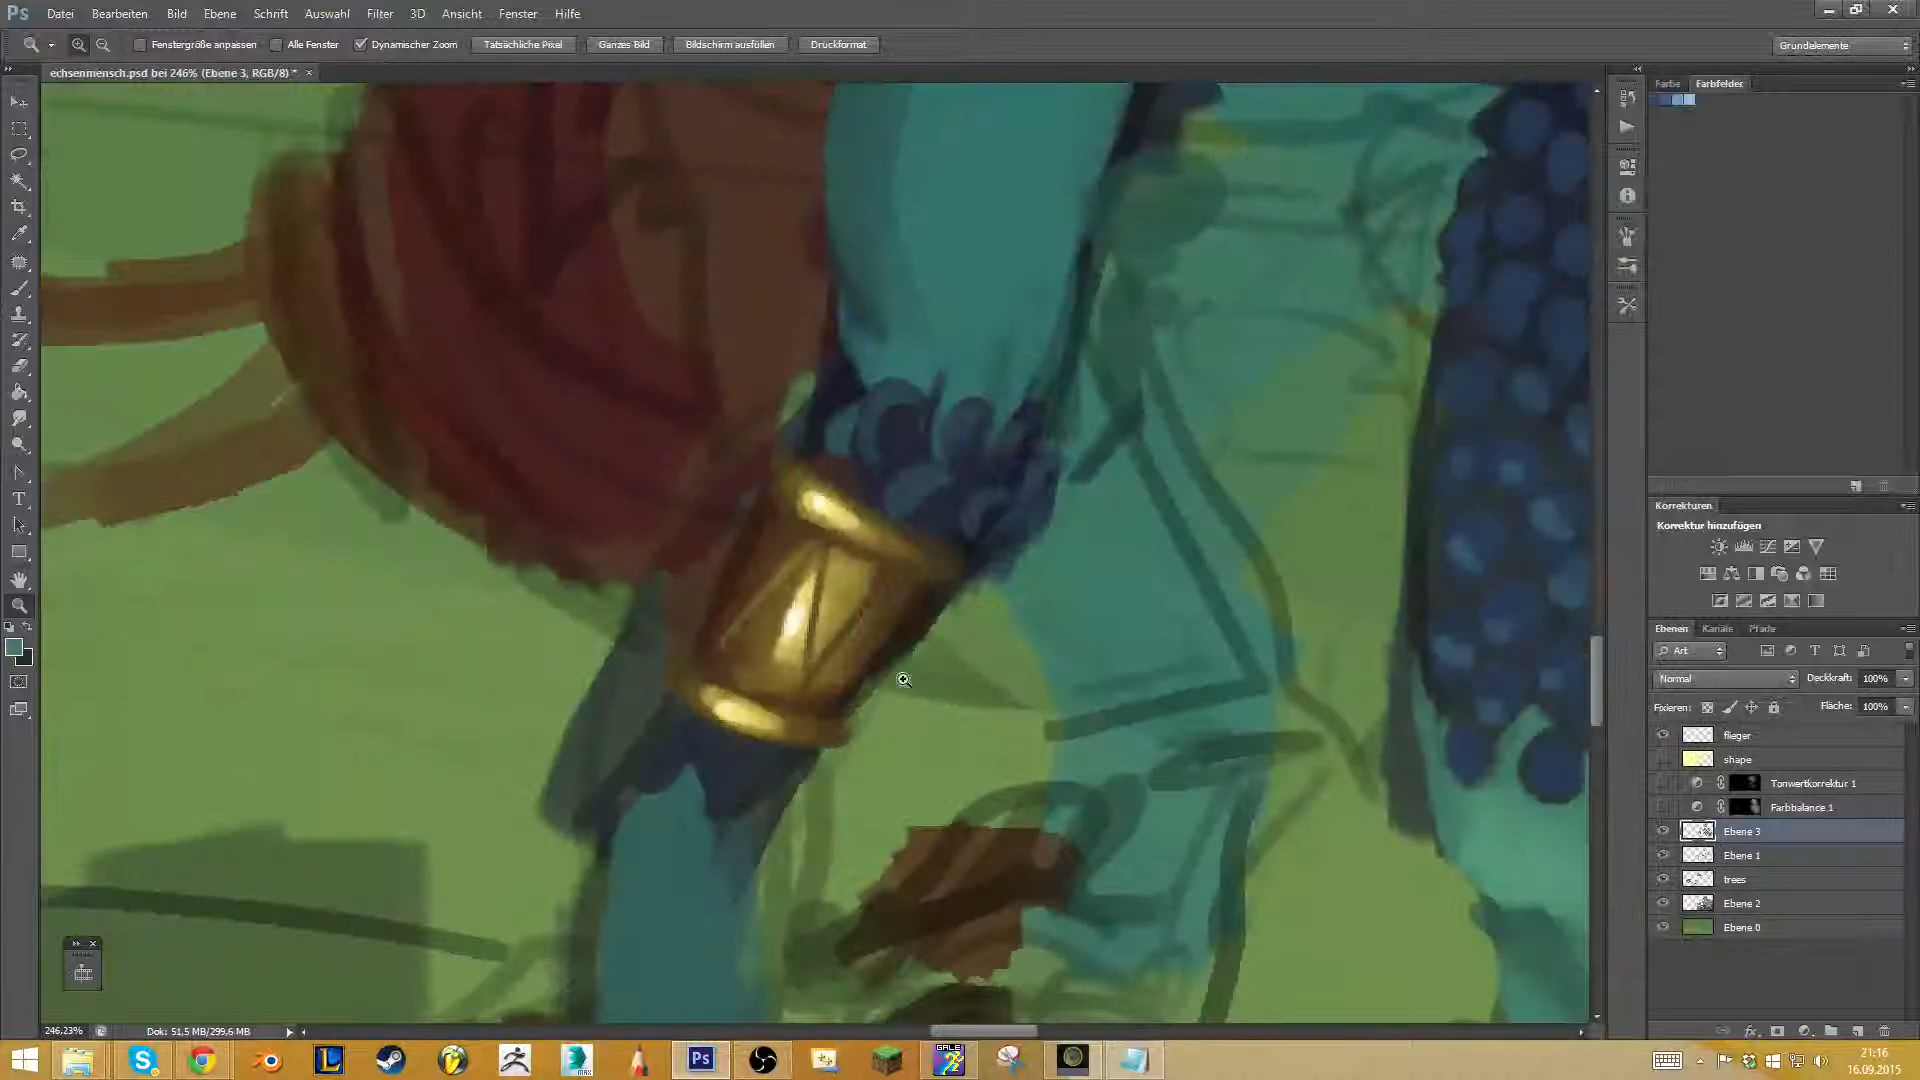 Ps Datei Bearbeiten Bild Ebene Schrift Auswahl Filter 3D Ansicht Fenster Hilfe
Fenstergröße anpassen Alle Fenster Dynamischer Zoom Tatsächliche Pixel Ganzes Bild Bildschirm ausfüllen Druckformat Grundelemente
echsenmensch.psd bei 246% (Ebene 3, RGB/8) *
Farbe Farbfelder
Korrekturen
Korrektur hinzufügen
Ebenen Kanäle Pfade
Art
Normal Deckkraft: 100%
Fixieren: Fläche: 100%
flieger
shape
Tonwertkorrektur 1
Farbbalance 1
Ebene 3
Ebene 1
trees
Ebene 2
Ebene 0
246,23% Dok: 51,5 MB/299,6 MB
Ps
MAX
GALE
21:16
16.09.2015